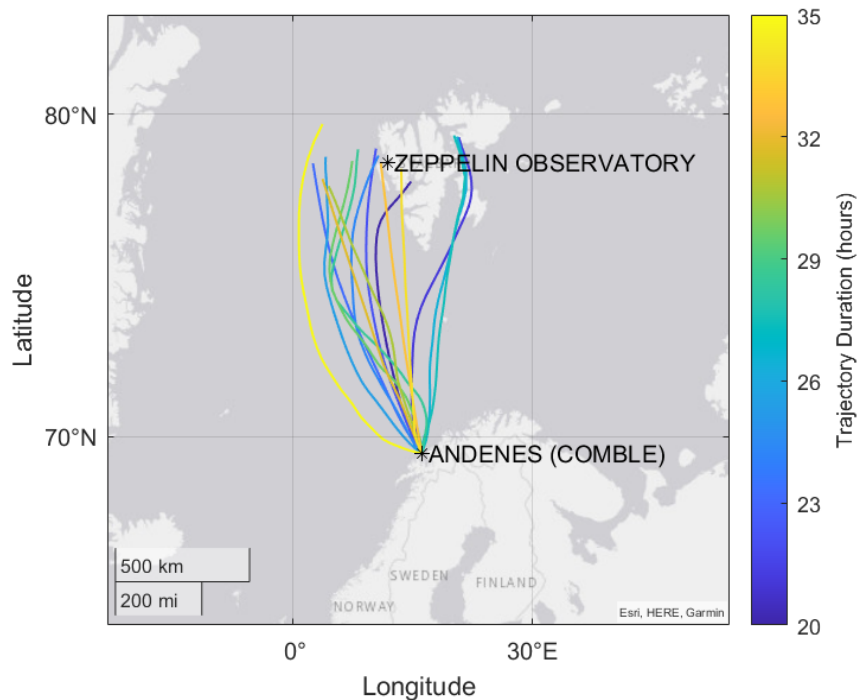 35
80°N
ZEPPELIN OBSERVATORY
32
29
Latitude
Trajectory Duration (hours)
26
70°N
ANDENES (COMBLE)
23
500 km
200 mi
SWEDEN
FINLAND
NORWAY
Esri, HERE, Garmin
20
0°
30°E
Longitude